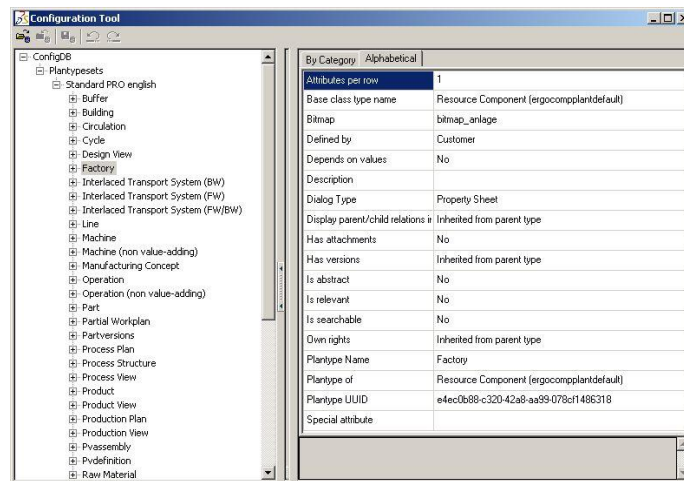 Configuration Tool
ConfigDB
Plantypesets
Standard PRO english
Buffer
Building
Circulation
Cycle
Design View
Factory
Interlaced Transport System (BW)
Interlaced Transport System (FW)
Interlaced Transport System (FW/BW)
Line
Machine
Machine (non value-adding)
Manufacturing Concept
Operation
Operation (non value-adding)
Part
Partial Workplan
Partversions
Process Plan
Process Structure
Process View
Product
Product View
Production Plan
Production View
Pvassembly
Pvdefinition
Raw Material
By Category Alphabetical
Attributes per row 1
Base class type name Resource Component (ergocompplantdefault)
Bitmap bitmap_anlage
Defined by Customer
Depends on values No
Description
Dialog Type Property Sheet
Display parent/child relations in Inherited from parent type
Has attachments No
Has versions Inherited from parent type
Is abstract No
Is relevant No
Is searchable No
Own rights Inherited from parent type
Plantype Name Factory
Plantype of Resource Component (ergocompplantdefault)
Plantype UUID e4ec0b88-c320-42a8-aa99-078cf1486318
Special attribute